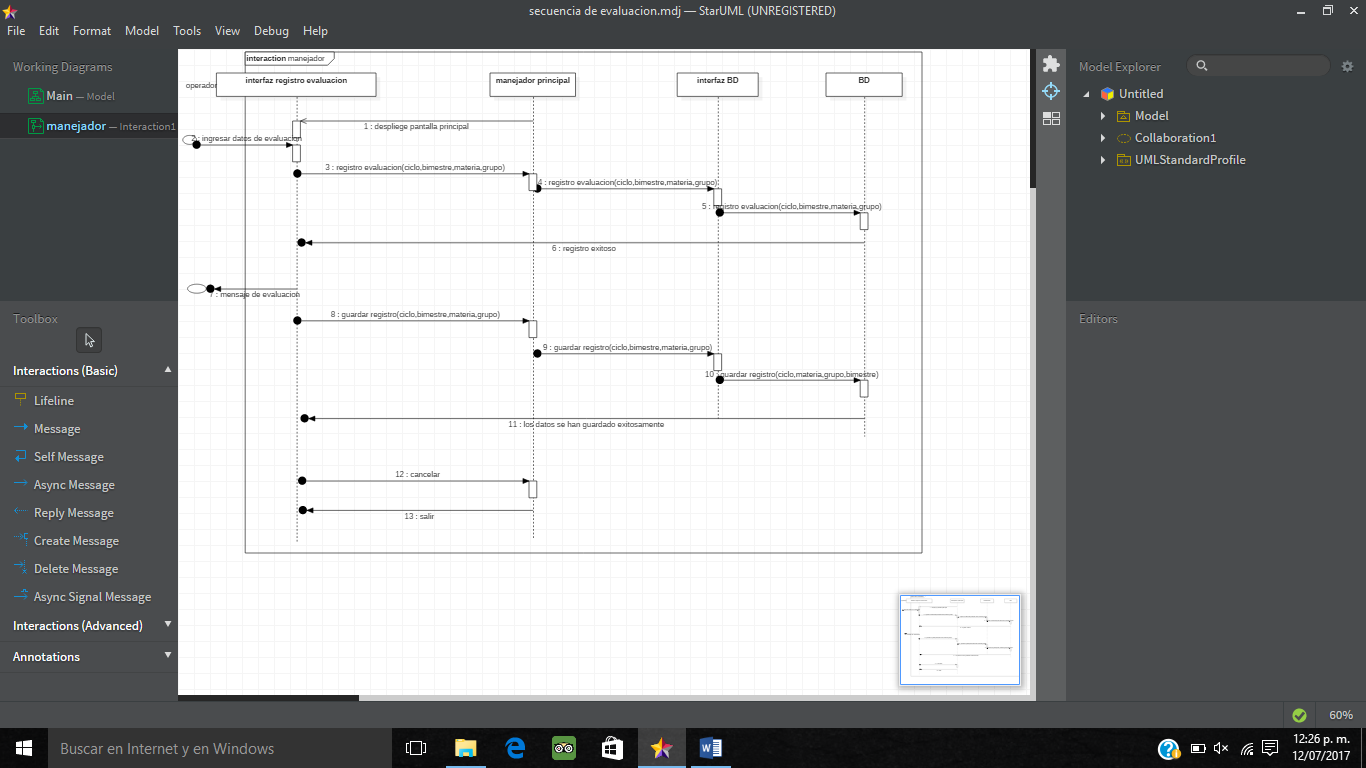 secuencia de evaluacion.mdj — StarUML (UNREGISTERED)
File Edit Format Model Tools View Debug Help
Working Diagrams
Main — Model
manejador — Interaction1
Toolbox
Interactions (Basic)
Lifeline
Message
Self Message
Async Message
Reply Message
Create Message
Delete Message
Async Signal Message
Interactions (Advanced)
Annotations
interaction manejador
operador
interfaz registro evaluacion
manejador principal
interfaz BD
BD
1 : despliege pantalla principal
2 : ingresar datos de evaluacion
3 : registro evaluacion(ciclo,bimestre,materia,grupo)
4 : registro evaluacion(ciclo,bimestre,materia,grupo)
5 : registro evaluacion(ciclo,bimestre,materia,grupo)
6 : registro exitoso
7 : mensaje de evaluacion
8 : guardar registro(ciclo,bimestre,materia,grupo)
9 : guardar registro(ciclo,bimestre,materia,grupo)
10 : guardar registro(ciclo,materia,grupo,bimestre)
11 : los datos se han guardado exitosamente
12 : cancelar
13 : salir
Model Explorer
Untitled
Model
Collaboration1
UMLStandardProfile
Editors
60%
Buscar en Internet y en Windows
12:26 p. m.
12/07/2017